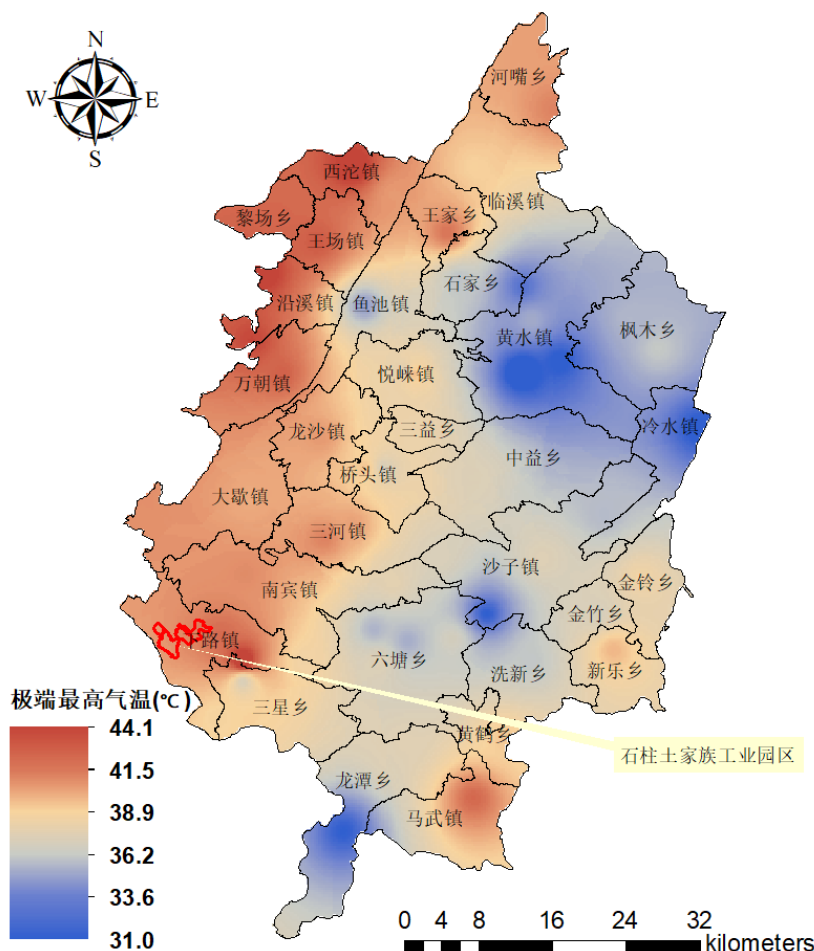 N
W
E
S
河嘴乡
西沱镇
临溪镇
黎场乡
王家乡
王场镇
石家乡
沿溪镇
鱼池镇
黄水镇
枫木乡
万朝镇
悦崃镇
龙沙镇
三益乡
冷水镇
中益乡
桥头镇
大歇镇
三河镇
沙子镇
南宾镇
金铃乡
金竹乡
下路镇
六塘乡
洗新乡
新乐乡
三星乡
黄鹤乡
石柱土家族工业园区
龙潭乡
马武镇
极端最高气温(℃)
44.1
41.5
38.9
36.2
33.6
31.0
0 4 8 16 24 32
kilometers